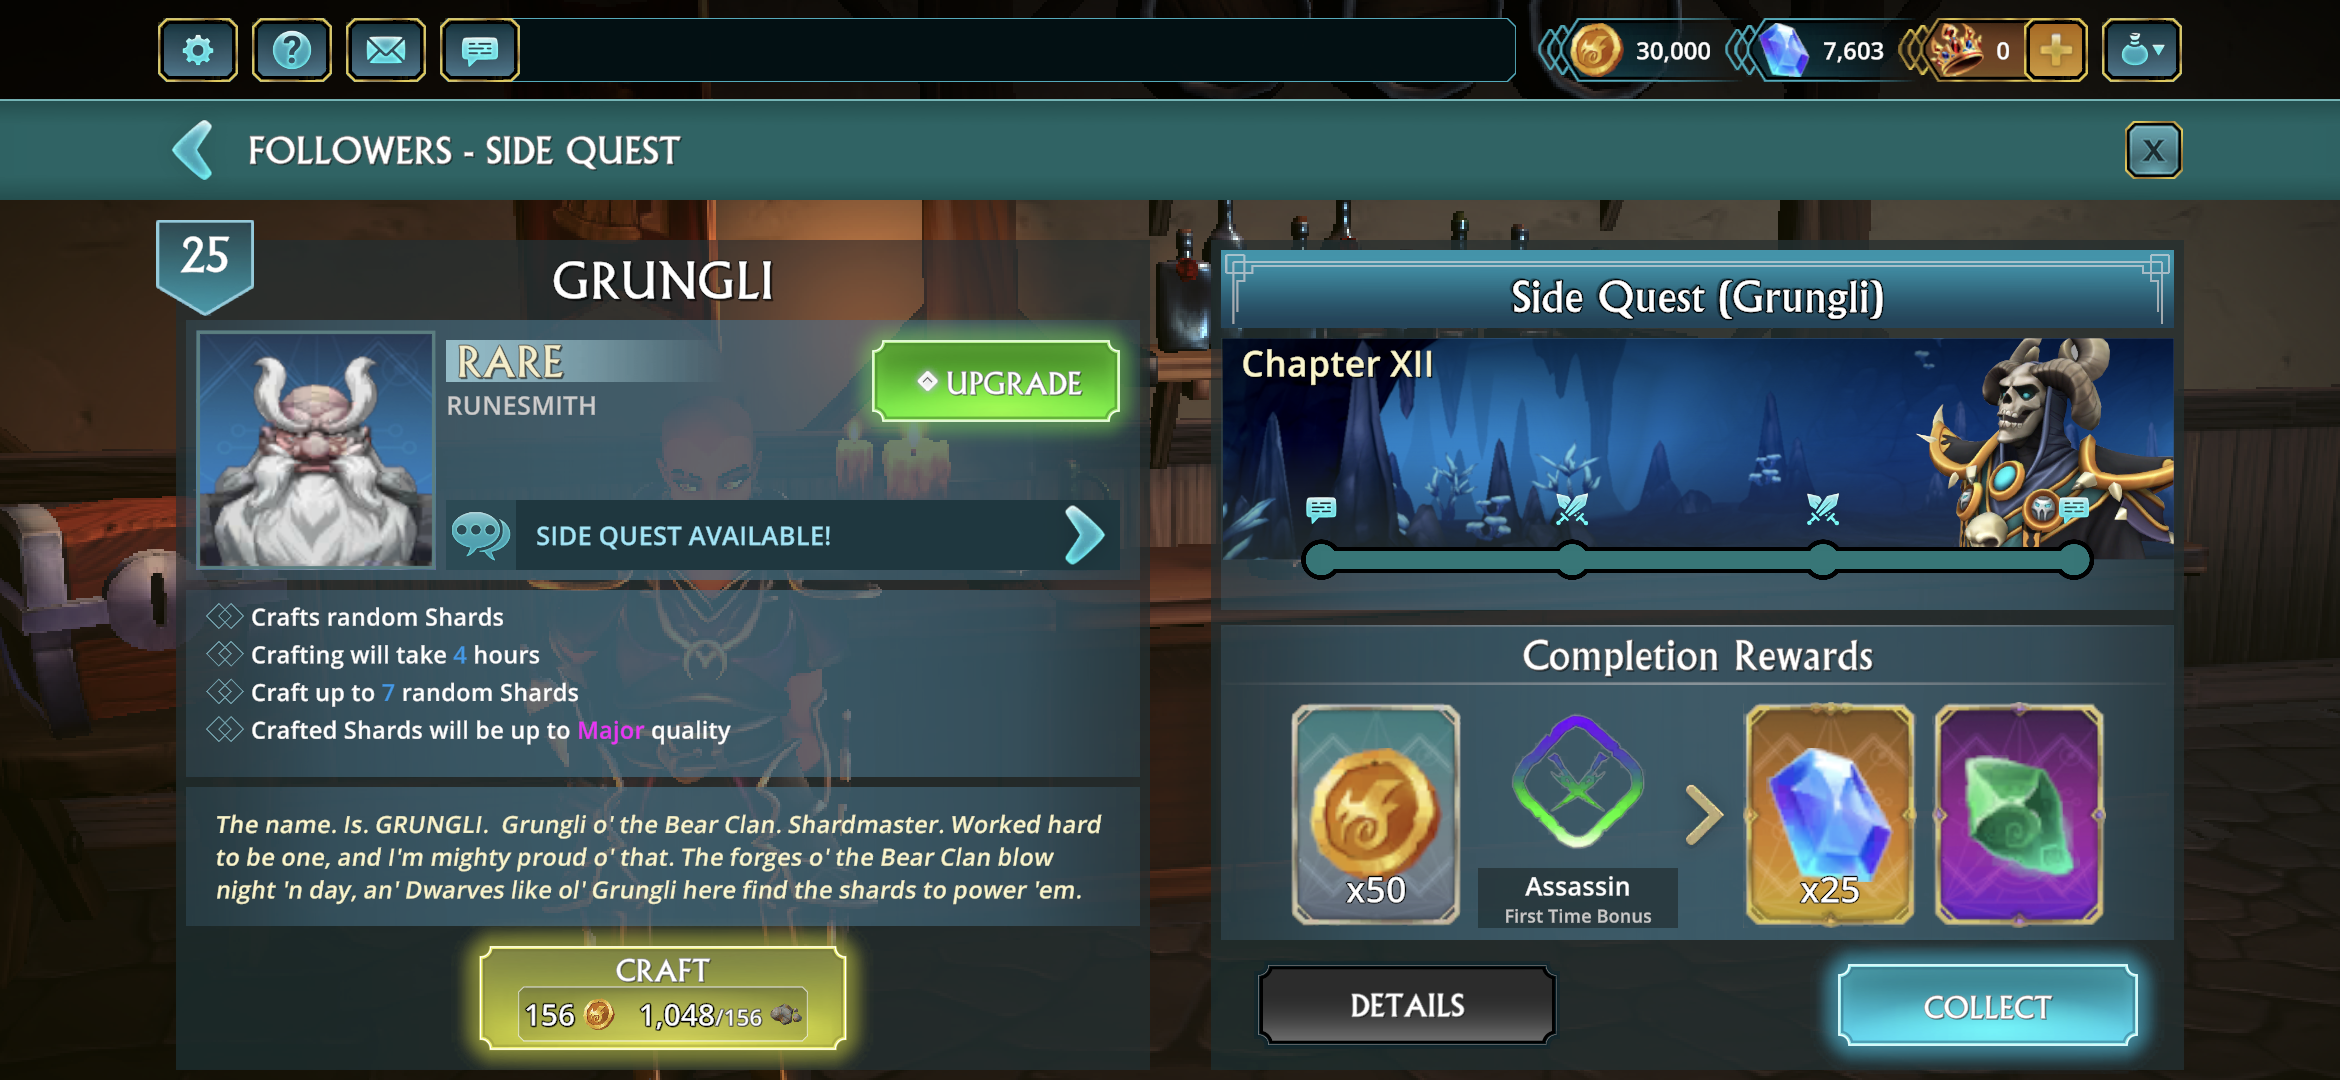 30,000
7,603
0
FOLLOWERS - SIDE QUEST
X
25
GRUNGLI
RARE
RUNESMITH
UPGRADE
SIDE QUEST AVAILABLE!
Crafts random Shards
Crafting will take 4 hours
Craft up to 7 random Shards
Crafted Shards will be up to Major quality
The name. Is. GRUNGLI.  Grungli o' the Bear Clan. Shardmaster. Worked hard
to be one, and I'm mighty proud o' that. The forges o' the Bear Clan blow
night 'n day, an' Dwarves like ol' Grungli here find the shards to power 'em.
CRAFT
156 1,048/156
Side Quest (Grungli)
Chapter XII
Completion Rewards
x50
Assassin
First Time Bonus
x25
DETAILS
COLLECT